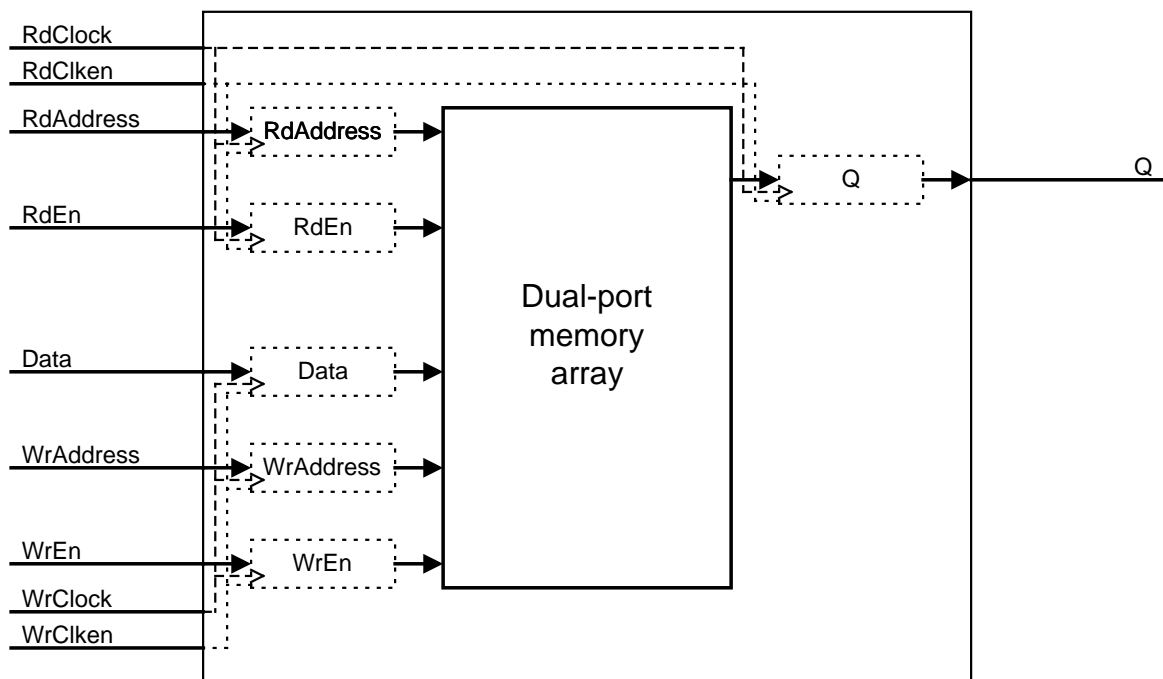 RdClock
RdClken
RdAddress
RdAddress
Q
Q
RdEn
RdEn
Dual-port
memory
array
Data
Data
WrAddress
WrAddress
WrEn
WrEn
WrClock
WrClken